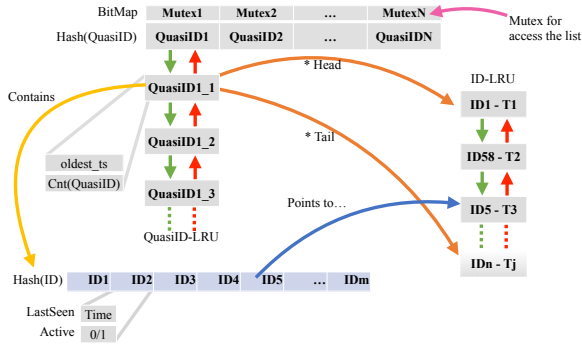 BitMap Mutex1 Mutex2 … MutexN
Hash(QuasiID) QuasiID1 QuasiID2 … QuasiIDN
Mutex for
access the list
* Head
ID-LRU
Contains
QuasiID1_1
ID1 - T1
* Tail
QuasiID1_2
ID58 - T2
oldest_ts
Cnt(QuasiID)
QuasiID1_3
Points to…
ID5 - T3
QuasiID-LRU
IDn - Tj
Hash(ID) ID1 ID2 ID3 ID4 ID5 … IDm
LastSeen Time
Active 0/1